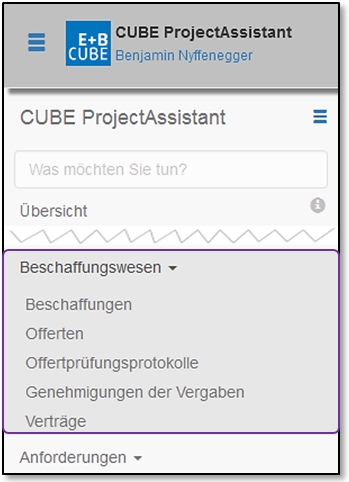 E+B
CUBE
CUBE ProjectAssistant
Benjamin Nyffenegger
CUBE ProjectAssistant
Was möchten Sie tun?
Übersicht
Beschaffungswesen
Beschaffungen
Offerten
Offertprüfungsprotokolle
Genehmigungen der Vergaben
Verträge
Anforderungen